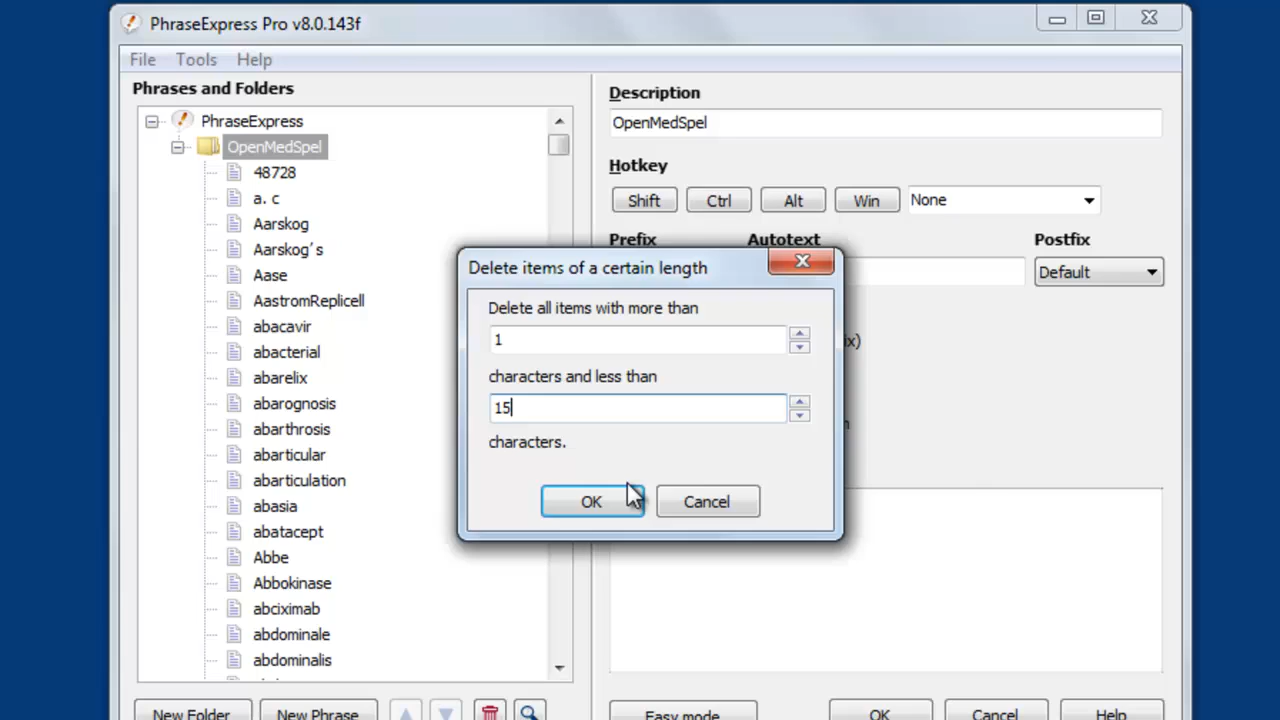 PhraseExpress Pro v8.0.143f
File Tools Help
Phrases and Folders
PhraseExpress
OpenMedSpel
48728
a. c
Aarskog
Aarskog's
Aase
AastromReplicell
abacavir
abacterial
abarelix
abarognosis
abarthrosis
abarticular
abarticulation
abasia
abatacept
Abbe
Abbokinase
abciximab
abdominale
abdominalis
New Folder New Phrase
Description
OpenMedSpel
Hotkey
Shift Ctrl Alt Win None
Prefix Autotext Postfix
Default
ix)
Delete items of a certain length
Delete all items with more than
1
characters and less than
15
characters.
OK Cancel
Easy mode OK Cancel Help